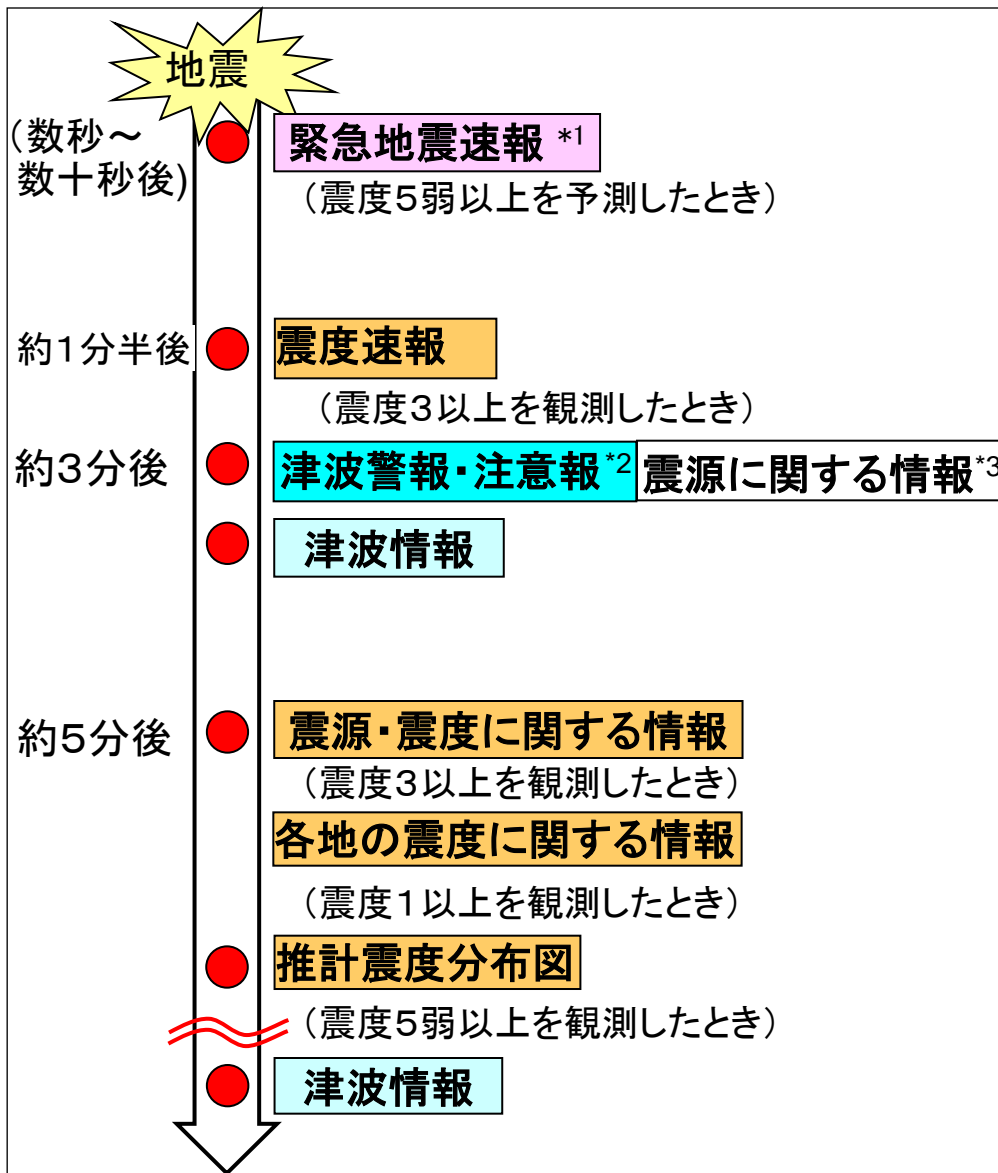 地震
(数秒～
数十秒後)
緊急地震速報 *1
（震度５弱以上を予測したとき）
約１分半後
震度速報
（震度３以上を観測したとき）
約３分後
津波警報・注意報*2
震源に関する情報*3
津波情報
約５分後
震源・震度に関する情報
（震度３以上を観測したとき）
各地の震度に関する情報
（震度１以上を観測したとき）
推計震度分布図
（震度５弱以上を観測したとき）
津波情報